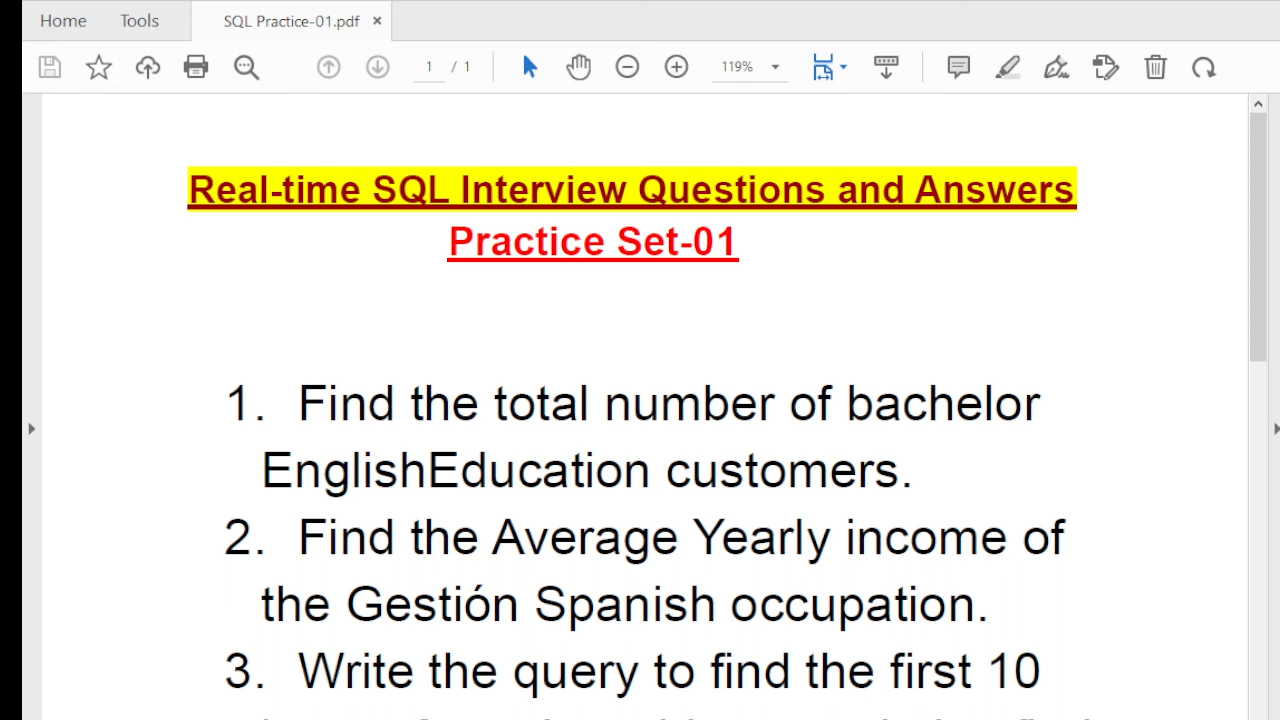 Home Tools SQL Practice-01.pdf ×
1 / 1 119%
Real-time SQL Interview Questions and Answers
Practice Set-01
1. Find the total number of bachelor
EnglishEducation customers.
2. Find the Average Yearly income of
the Gestión Spanish occupation.
3. Write the query to find the first 10